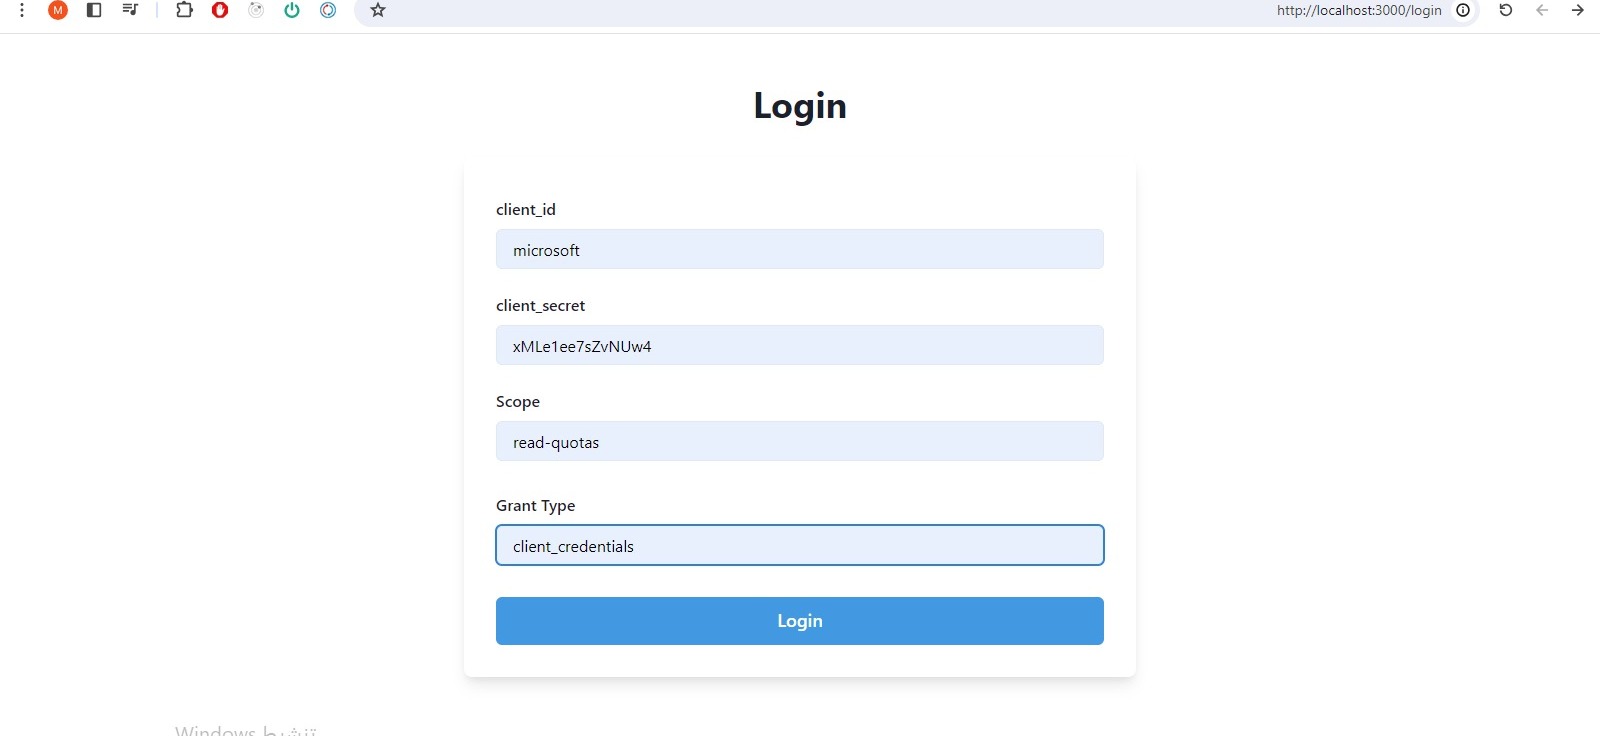 M
http://localhost:3000/login
Login
client_id
microsoft
client_secret
xMLe1ee7sZvNUw4
Scope
read-quotas
Grant Type
client_credentials
Login
تنشيط Windows